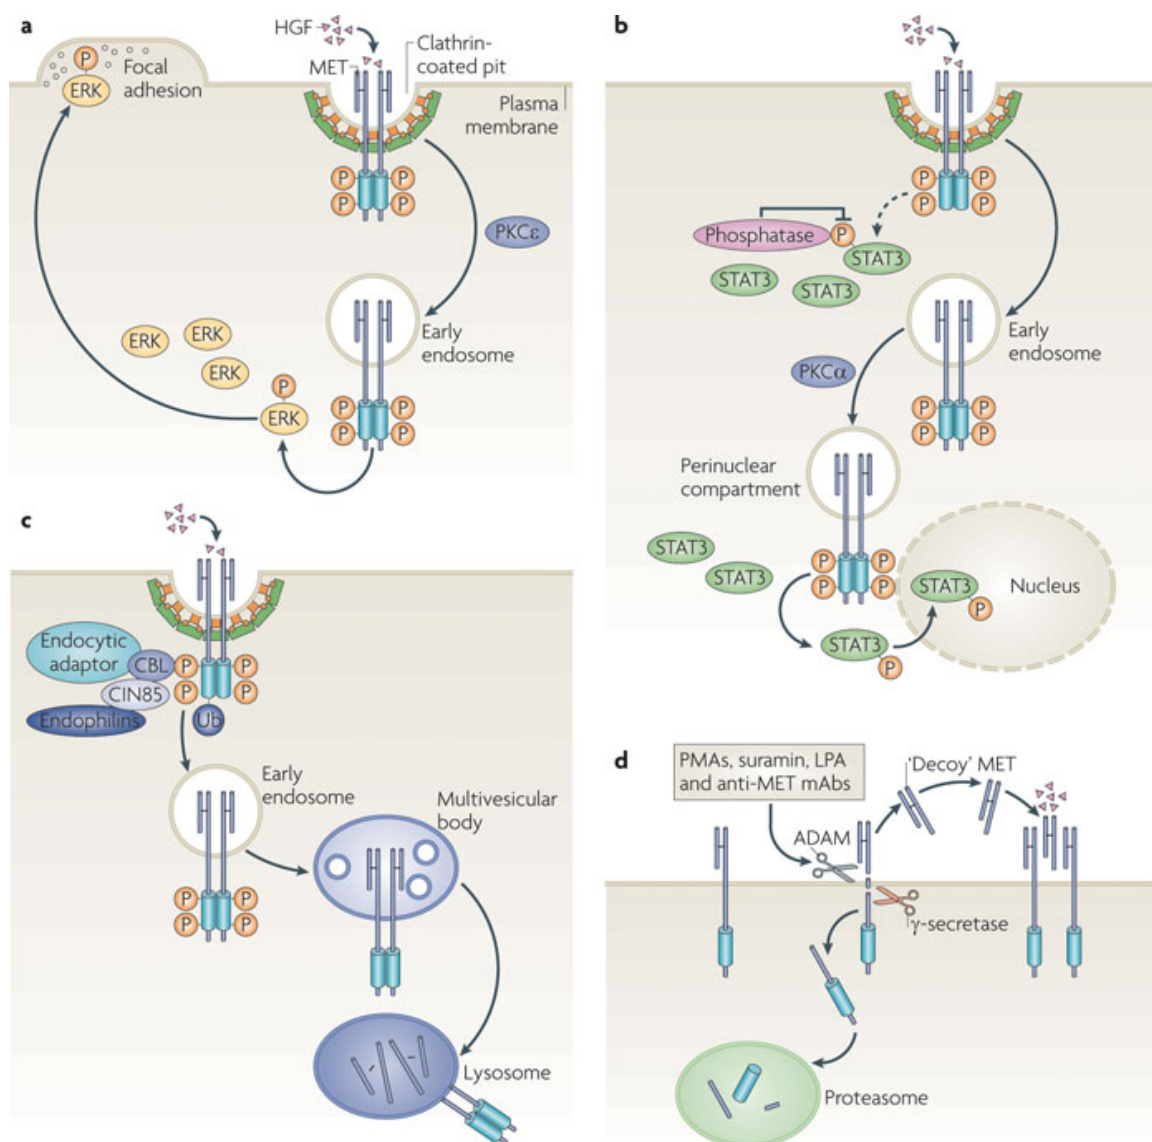 a
HGF
MET
Clathrin-
coated pit
Plasma
membrane
P
ERK
Focal
adhesion
P
P
P
P
PKCε
Early
endosome
ERK
ERK
ERK
P
ERK
P
P
P
P
b
P
P
P
P
Phosphatase
P
STAT3
STAT3
STAT3
Early
endosome
PKCα
P
P
P
P
Perinuclear
compartment
STAT3
STAT3
P
P
P
P
STAT3
P
Nucleus
STAT3
P
c
Endocytic
adaptor
CBL
CIN85
Endophilins
P
P
P
P
Ub
Early
endosome
P
P
P
P
Multivesicular
body
Lysosome
d
PMAs, suramin, LPA
and anti-MET mAbs
'Decoy' MET
ADAM
γ-secretase
Proteasome